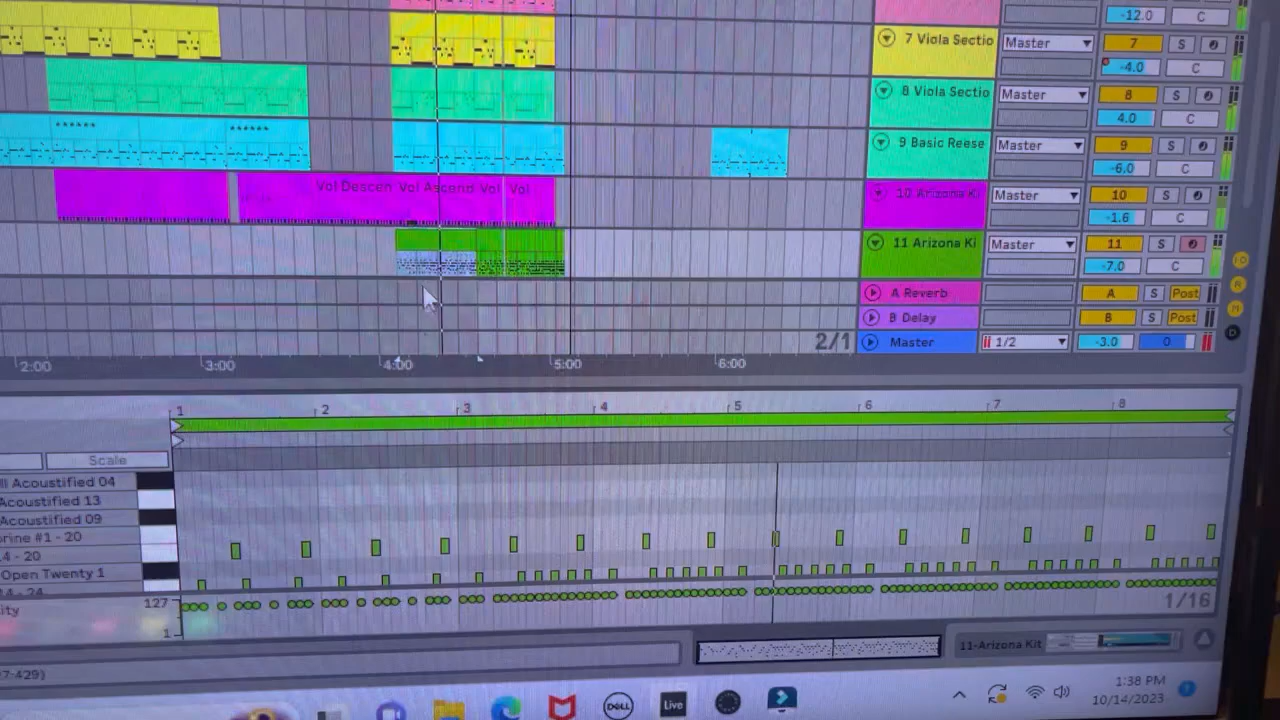 -12.0 C
7 Viola Sectio Master 7 S
-4.0 C
8 Viola Sectio Master 8 S
4.0 C
9 Basic Reese Master 9 S
-6.0 C
Vol Descen Vol Ascend Vol Vol
10 Arizona Ki Master 10 S
-1.6 C
11 Arizona Ki Master 11 S
-7.0 C
A Reverb A S Post
B Delay B S Post
2/1 Master 1/2 -3.0 0
2:00 3:00 4:00 5:00 6:00
1 2 3 4 5 6 7 8
Scale
Acoustified 04
Acoustified 13
Acoustified 09
orine #1 - 20
4 - 20
Open Twenty 1
127
1/16
1
11-Arizona Kit
7-429)
DELL Live
1:38 PM
10/14/2023